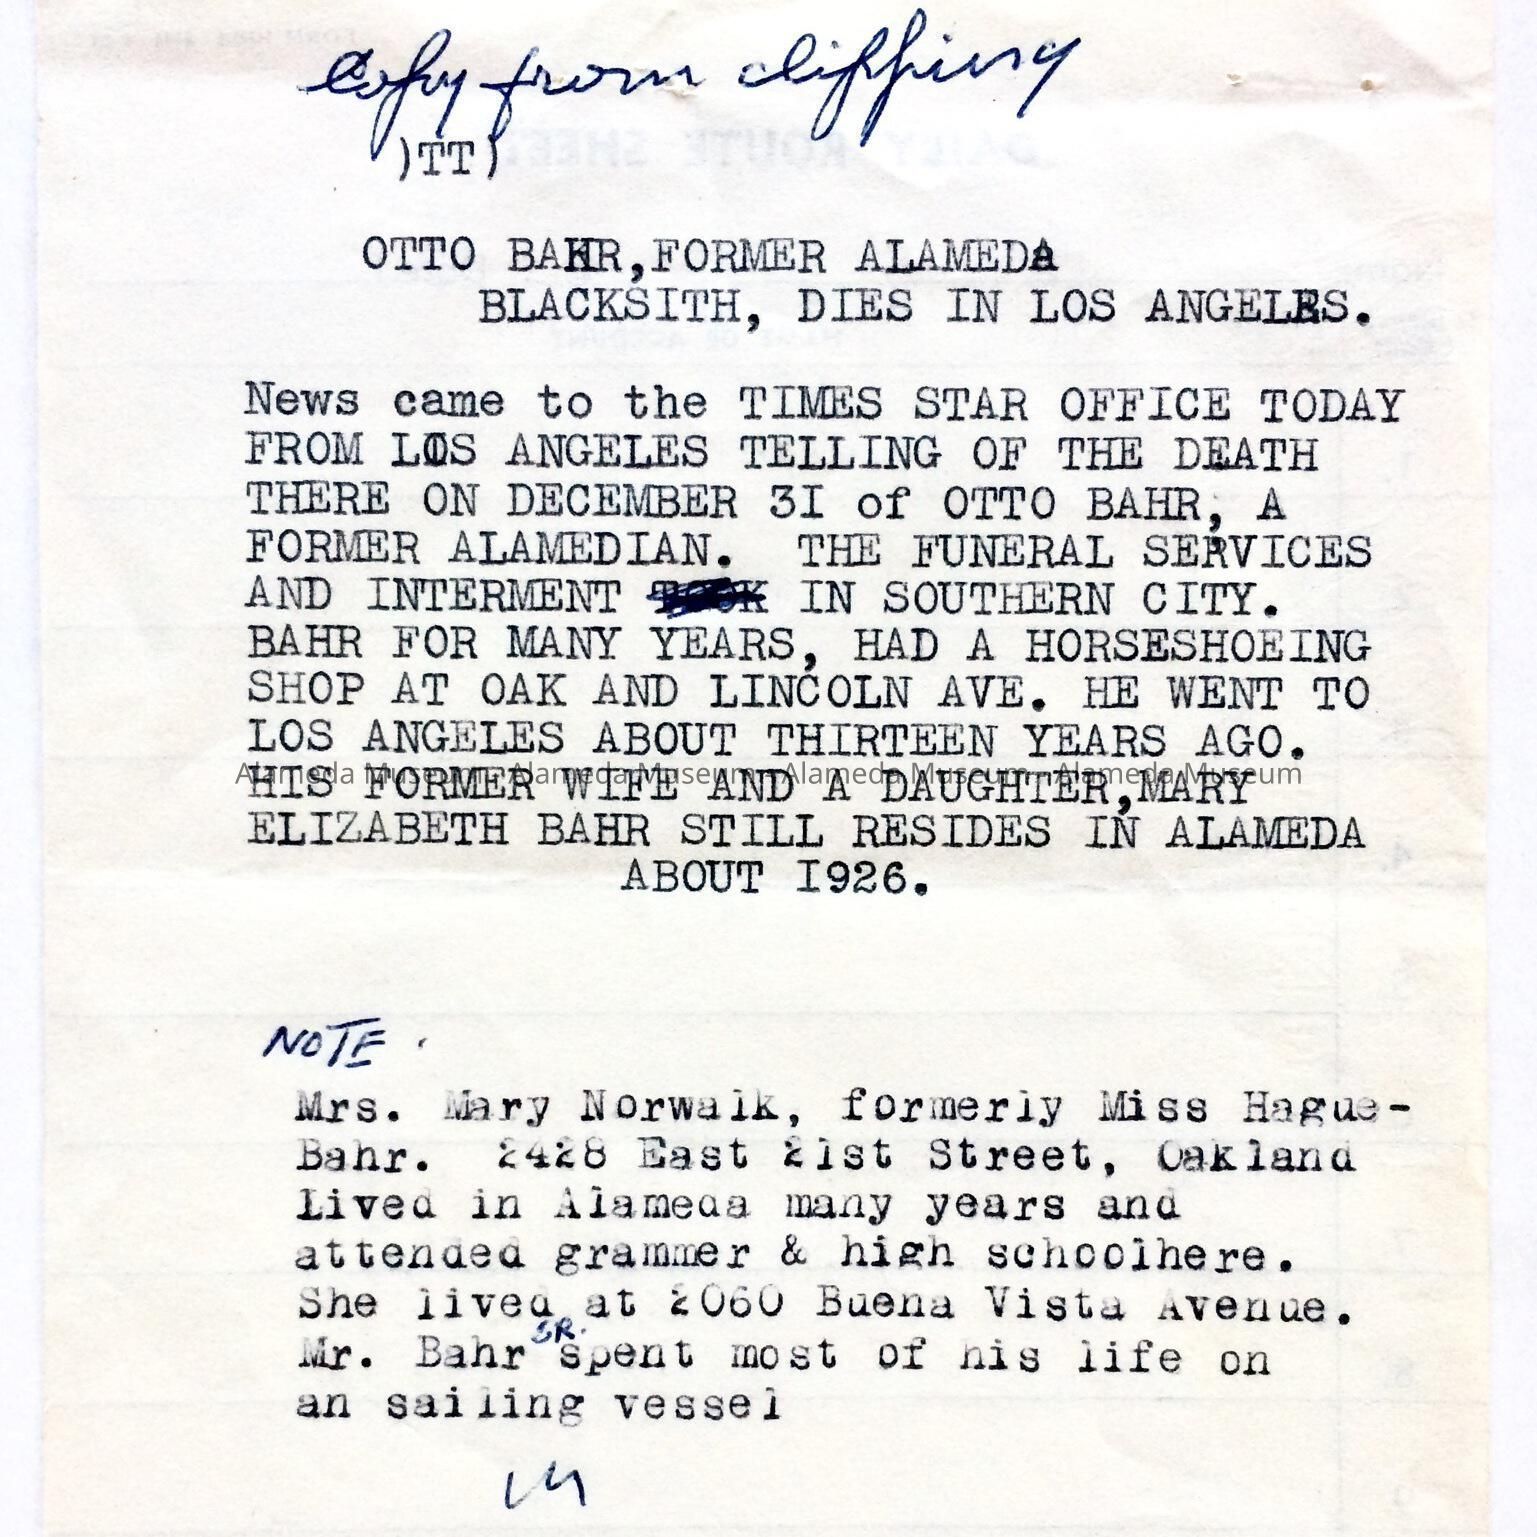 Copy from clipping
)TT)
OTTO BAHR,FORMER ALAMEDA
BLACKSITH, DIES IN LOS ANGELES.
News came to the TIMES STAR OFFICE TODAY
FROM LOS ANGELES TELLING OF THE DEATH
THERE ON DECEMBER 3I of OTTO BAHR, A
FORMER ALAMEDIAN. THE FUNERAL SERVICES
AND INTERMENT TOOK IN SOUTHERN CITY.
BAHR FOR MANY YEARS, HAD A HORSESHOEING
SHOP AT OAK AND LINCOLN AVE. HE WENT TO
LOS ANGELES ABOUT THIRTEEN YEARS AGO.
Alameda Museum - Alameda Museum - Alameda Museum - Alameda Museum
HIS FORMER WIFE AND A DAUGHTER,MARY
ELIZABETH BAHR STILL RESIDES IN ALAMEDA
ABOUT I926.
NOTE.
Mrs. Mary Norwalk, formerly Miss Hague-
Bahr. 2428 East 21st Street, Oakland
Lived in Alameda many years and
attended grammer & high schoolhere.
She lived at 2060 Buena Vista Avenue.
Mr. Bahr SR. spent most of his life on
an sailing vessel